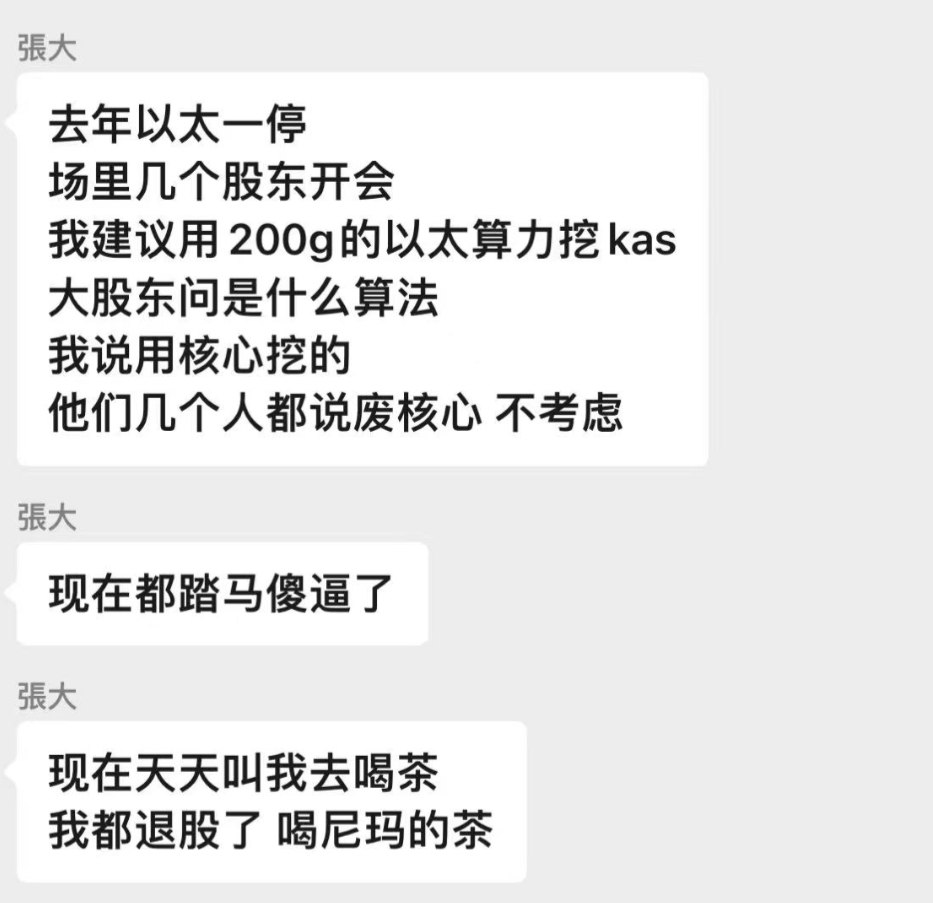 張大
去年以太一停
场里几个股东开会
我建议用200g的以太算力挖kas
大股东问是什么算法
我说用核心挖的
他们几个人都说废核心 不考虑
張大
现在都踏马傻逼了
張大
现在天天叫我去喝茶
我都退股了 喝尼玛的茶